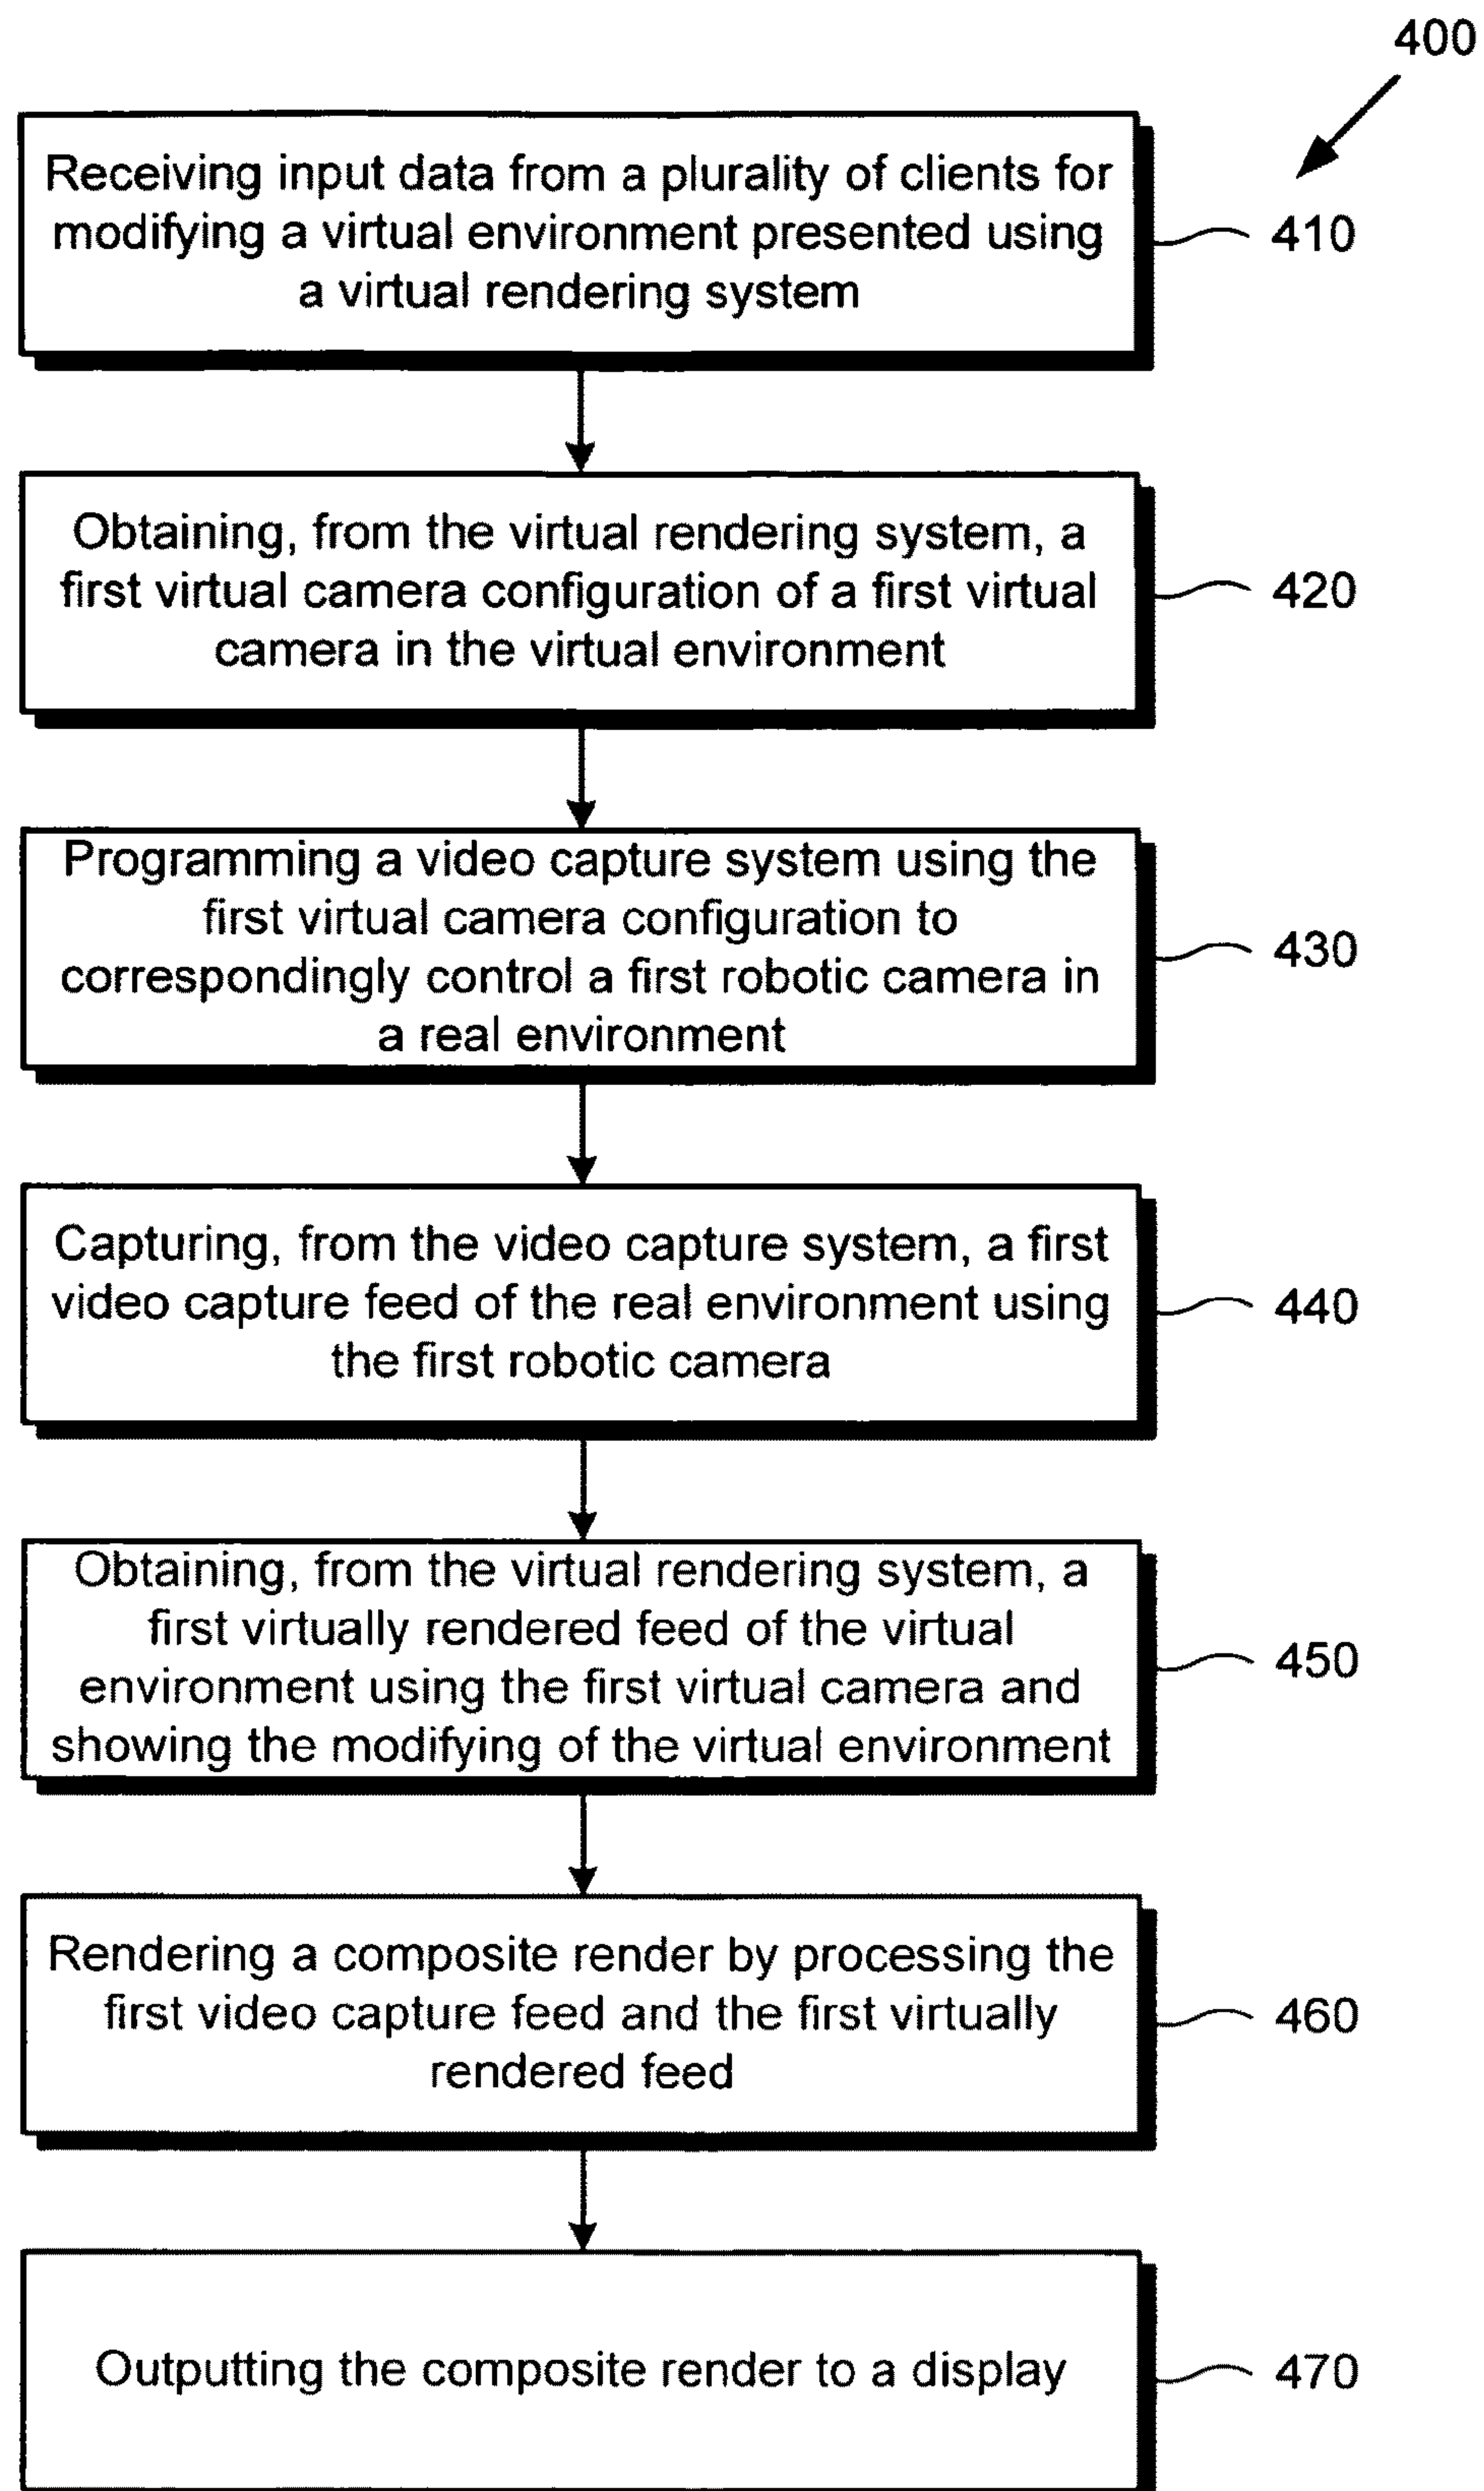 400
Receiving input data from a plurality of clients for
modifying a virtual environment presented using
a virtual rendering system
410
Obtaining, from the virtual rendering system, a
first virtual camera configuration of a first virtual
camera in the virtual environment
420
Programming a video capture system using the
first virtual camera configuration to
correspondingly control a first robotic camera in
a real environment
430
Capturing, from the video capture system, a first
video capture feed of the real environment using
the first robotic camera
440
Obtaining, from the virtual rendering system, a
first virtually rendered feed of the virtual
environment using the first virtual camera and
showing the modifying of the virtual environment
450
Rendering a composite render by processing the
first video capture feed and the first virtually
rendered feed
460
Outputting the composite render to a display
470